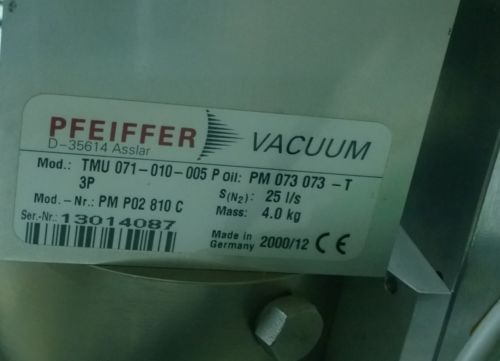 PFEIFFER VACUUM
D-35614 Asslar
Mod.: TMU 071-010-005 P Oil: PM 073 073 -T
3P S(N2): 25 l/s
Mod.-Nr.: PM P02 810 C Mass: 4.0 kg
Ser.-Nr.: 13014087 Made in Germany 2000/12 CE